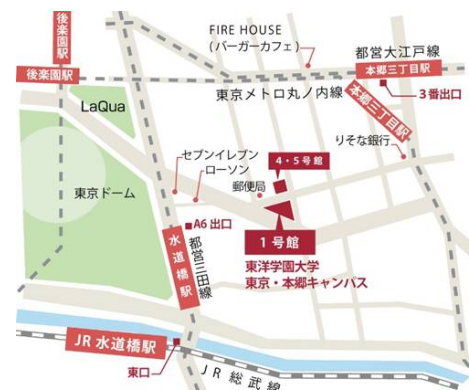 FIRE HOUSE
(バーガーカフェ)
都営大江戸線
本郷三丁目駅
後楽園駅
後楽園駅
東京メトロ丸ノ内線
本郷三丁目駅
3番出口
LaQua
りそな銀行
セブンイレブン
ローソン
4・5号館
郵便局
東京ドーム
A6 出口
1号館
水道橋駅
都営三田線
東洋学園大学
東京・本郷キャンパス
JR 水道橋駅
東口
JR 総武線